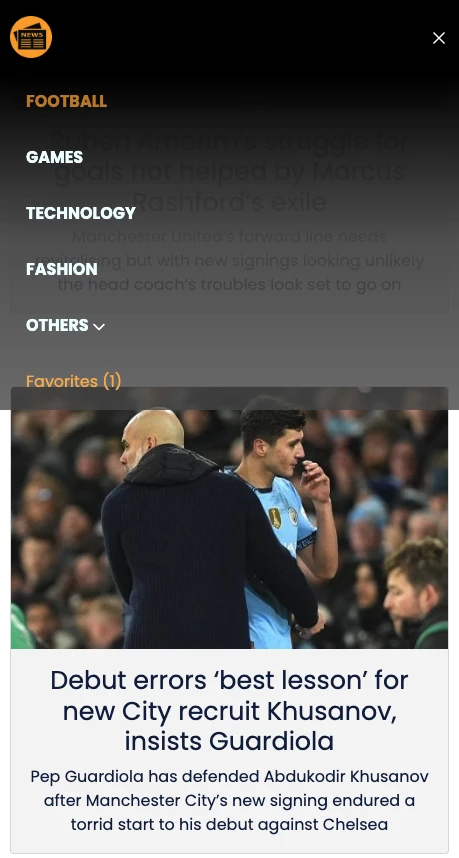 NEWS
FOOTBALL
Ruben Amorim's struggle for
GAMES
goals not helped by Marcus
Rashford's exile
TECHNOLOGY
Manchester United's forward line needs
revitalising but with new signings looking unlikely
FASHION
the head coach's troubles look set to go on
OTHERS
Favorites (1)
Debut errors ‘best lesson’ for
new City recruit Khusanov,
insists Guardiola
Pep Guardiola has defended Abdukodir Khusanov
after Manchester City’s new signing endured a
torrid start to his debut against Chelsea